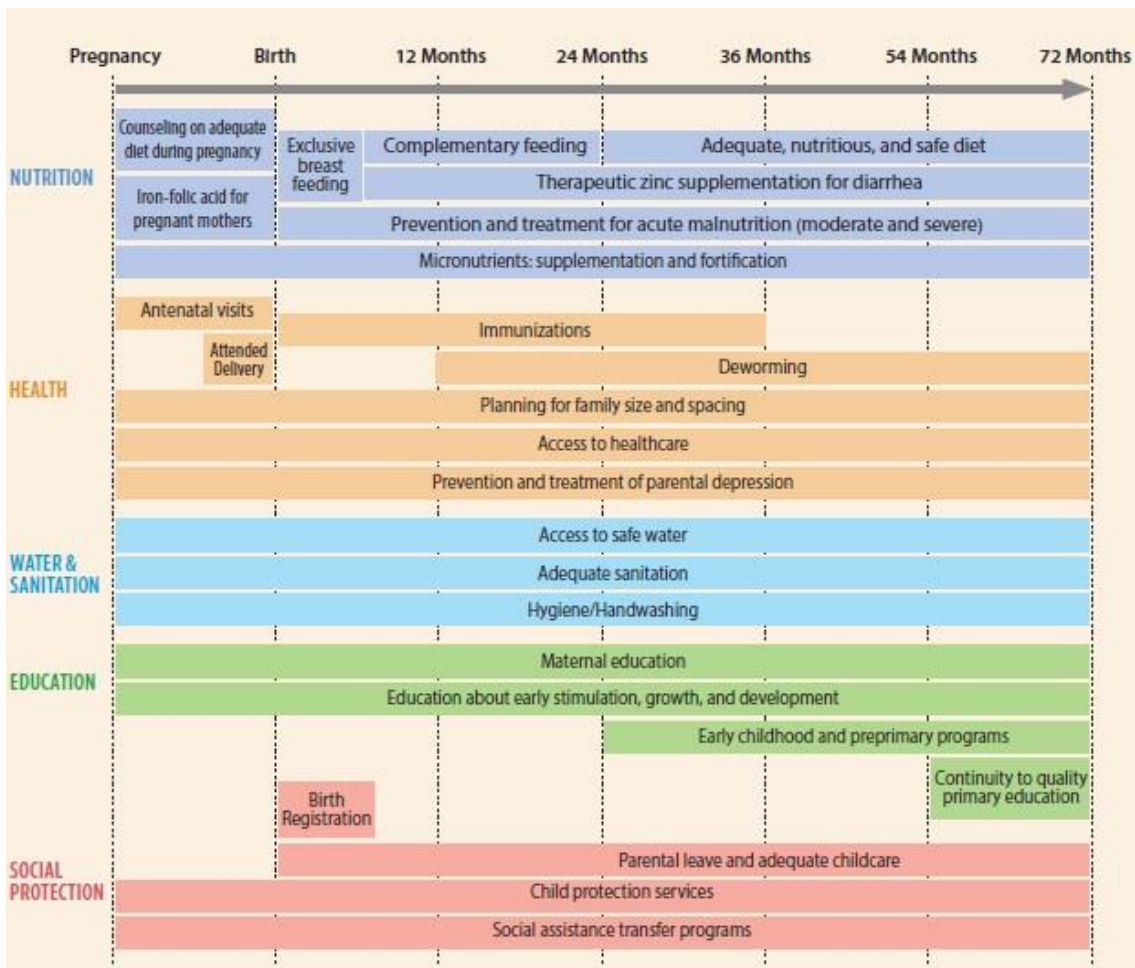 Pregnancy Birth 12 Months 24 Months 36 Months 54 Months 72 Months
NUTRITION
Counseling on adequate
diet during pregnancy
Iron-folic acid for
pregnant mothers
Exclusive
breast
feeding
Complementary feeding
Adequate, nutritious, and safe diet
Therapeutic zinc supplementation for diarrhea
Prevention and treatment for acute malnutrition (moderate and severe)
Micronutrients: supplementation and fortification
HEALTH
Antenatal visits
Attended
Delivery
Immunizations
Deworming
Planning for family size and spacing
Access to healthcare
Prevention and treatment of parental depression
WATER &
SANITATION
Access to safe water
Adequate sanitation
Hygiene/Handwashing
EDUCATION
Maternal education
Education about early stimulation, growth, and development
Early childhood and preprimary programs
Continuity to quality
primary education
SOCIAL
PROTECTION
Birth
Registration
Parental leave and adequate childcare
Child protection services
Social assistance transfer programs